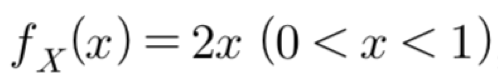 f_X(x) = 2x (0 < x < 1)